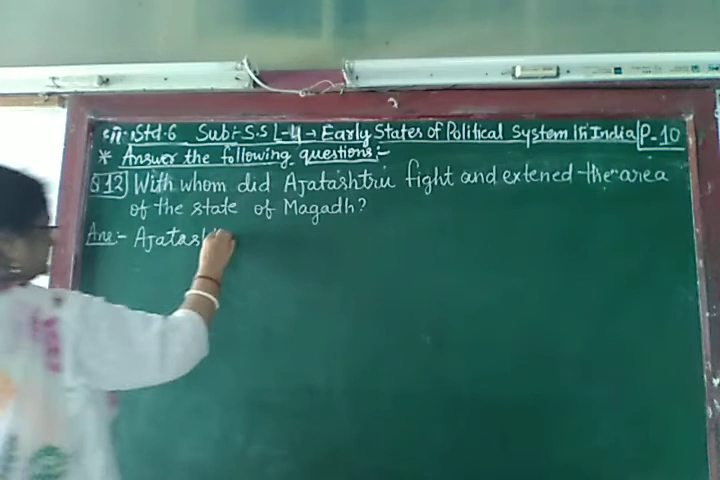 Std.6 Sub:- S.S L-4 → Early States of Political System in India P-10
* Answer the following questions:-
Q 12 With whom did Ajatashtru fight and extened the area
of the state of Magadh?
Ans:- Ajatash